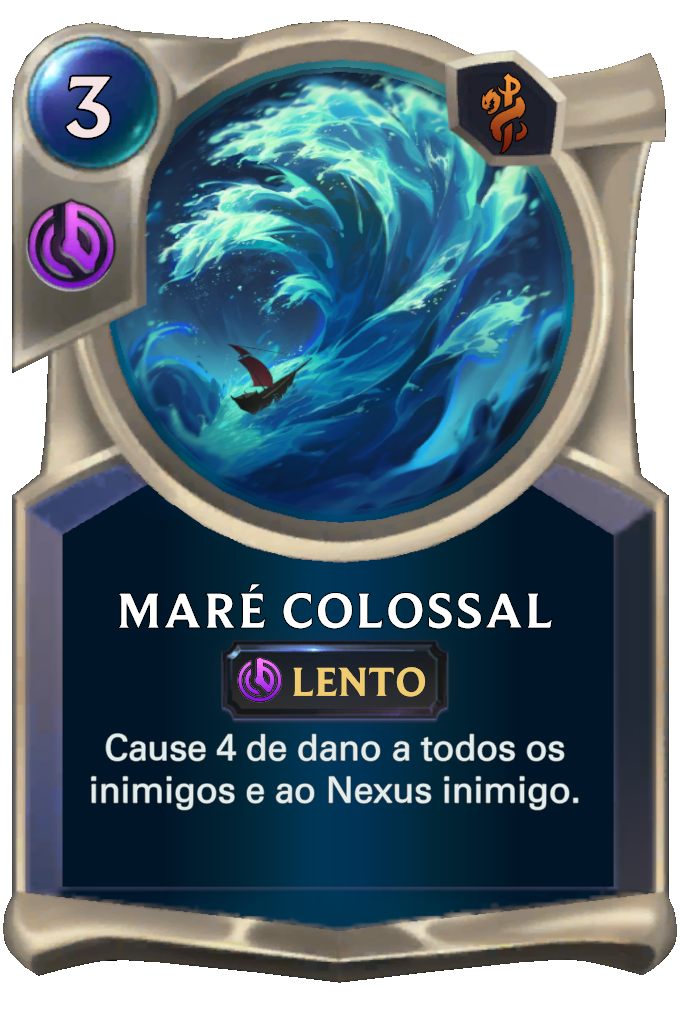 3
MARÉ COLOSSAL
LENTO
Cause 4 de dano a todos os
inimigos e ao Nexus inimigo.